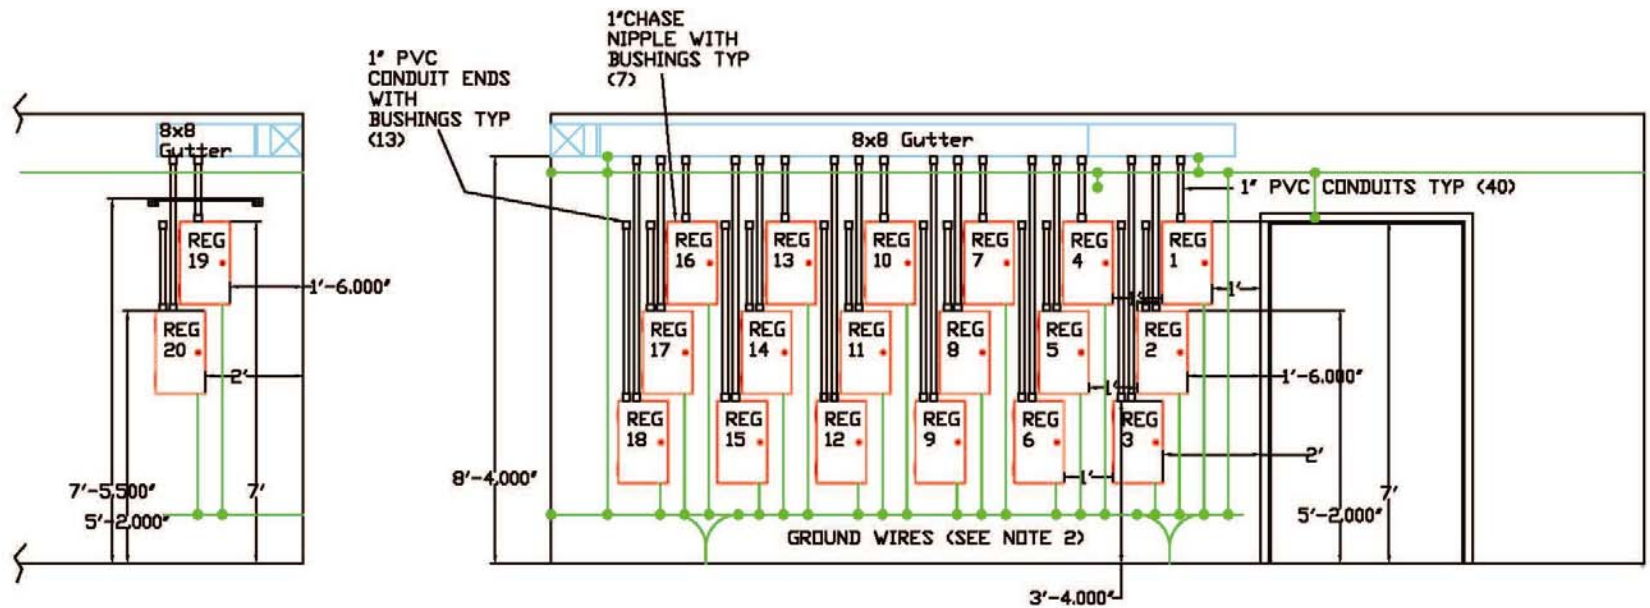 1"CHASE
NIPPLE WITH
BUSHINGS TYP
(7)
1" PVC
CONDUIT ENDS
WITH
BUSHINGS TYP
(13)
8x8
Gutter
8x8 Gutter
1" PVC CONDUITS TYP (40)
REG
19
REG
16
REG
13
REG
10
REG
7
REG
4
REG
1
1'-6.000"
1'
1'
REG
20
REG
17
REG
14
REG
11
REG
8
REG
5
REG
2
2'
1'
1'-6.000"
REG
18
REG
15
REG
12
REG
9
REG
6
REG
3
1'
2'
7'-5.500"
7'
8'-4.000"
7'
5'-2.000"
5'-2.000"
GROUND WIRES (SEE NOTE 2)
3'-4.000"